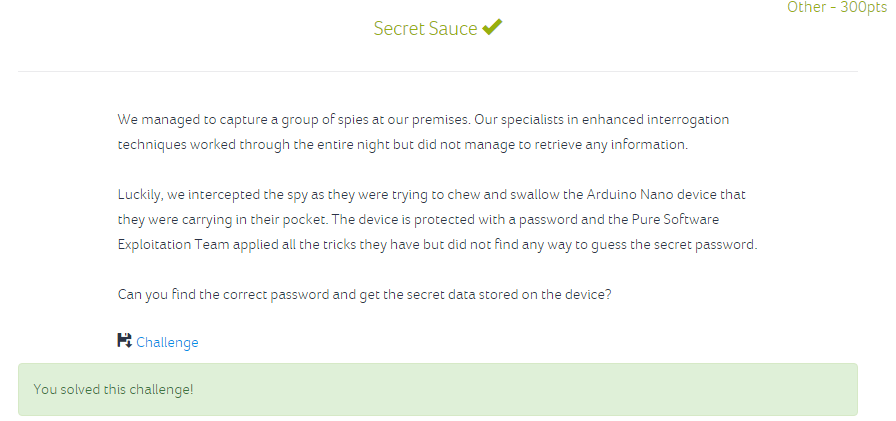 Other - 300pts
Secret Sauce
We managed to capture a group of spies at our premises. Our specialists in enhanced interrogation
techniques worked through the entire night but did not manage to retrieve any information.
Luckily, we intercepted the spy as they were trying to chew and swallow the Arduino Nano device that
they were carrying in their pocket. The device is protected with a password and the Pure Software
Exploitation Team applied all the tricks they have but did not find any way to guess the secret password.
Can you find the correct password and get the secret data stored on the device?
Challenge
You solved this challenge!